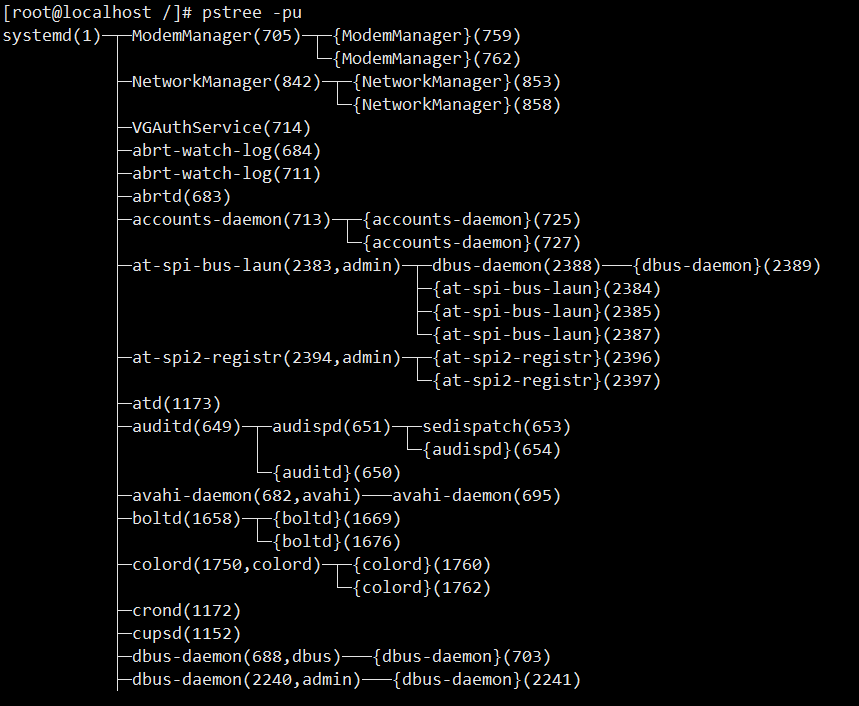 [root@localhost /]# pstree -pu
systemd(1)─┬─ModemManager(705)─┬─{ModemManager}(759)
           │                   └─{ModemManager}(762)
           ├─NetworkManager(842)─┬─{NetworkManager}(853)
           │                     └─{NetworkManager}(858)
           ├─VGAuthService(714)
           ├─abrt-watch-log(684)
           ├─abrt-watch-log(711)
           ├─abrtd(683)
           ├─accounts-daemon(713)─┬─{accounts-daemon}(725)
           │                      └─{accounts-daemon}(727)
           ├─at-spi-bus-laun(2383,admin)─┬─dbus-daemon(2388)───{dbus-daemon}(2389)
           │                             ├─{at-spi-bus-laun}(2384)
           │                             ├─{at-spi-bus-laun}(2385)
           │                             └─{at-spi-bus-laun}(2387)
           ├─at-spi2-registr(2394,admin)─┬─{at-spi2-registr}(2396)
           │                             └─{at-spi2-registr}(2397)
           ├─atd(1173)
           ├─auditd(649)─┬─audispd(651)─┬─sedispatch(653)
           │             │              └─{audispd}(654)
           │             └─{auditd}(650)
           ├─avahi-daemon(682,avahi)───avahi-daemon(695)
           ├─boltd(1658)─┬─{boltd}(1669)
           │             └─{boltd}(1676)
           ├─colord(1750,colord)─┬─{colord}(1760)
           │                     └─{colord}(1762)
           ├─crond(1172)
           ├─cupsd(1152)
           ├─dbus-daemon(688,dbus)───{dbus-daemon}(703)
           ├─dbus-daemon(2240,admin)───{dbus-daemon}(2241)